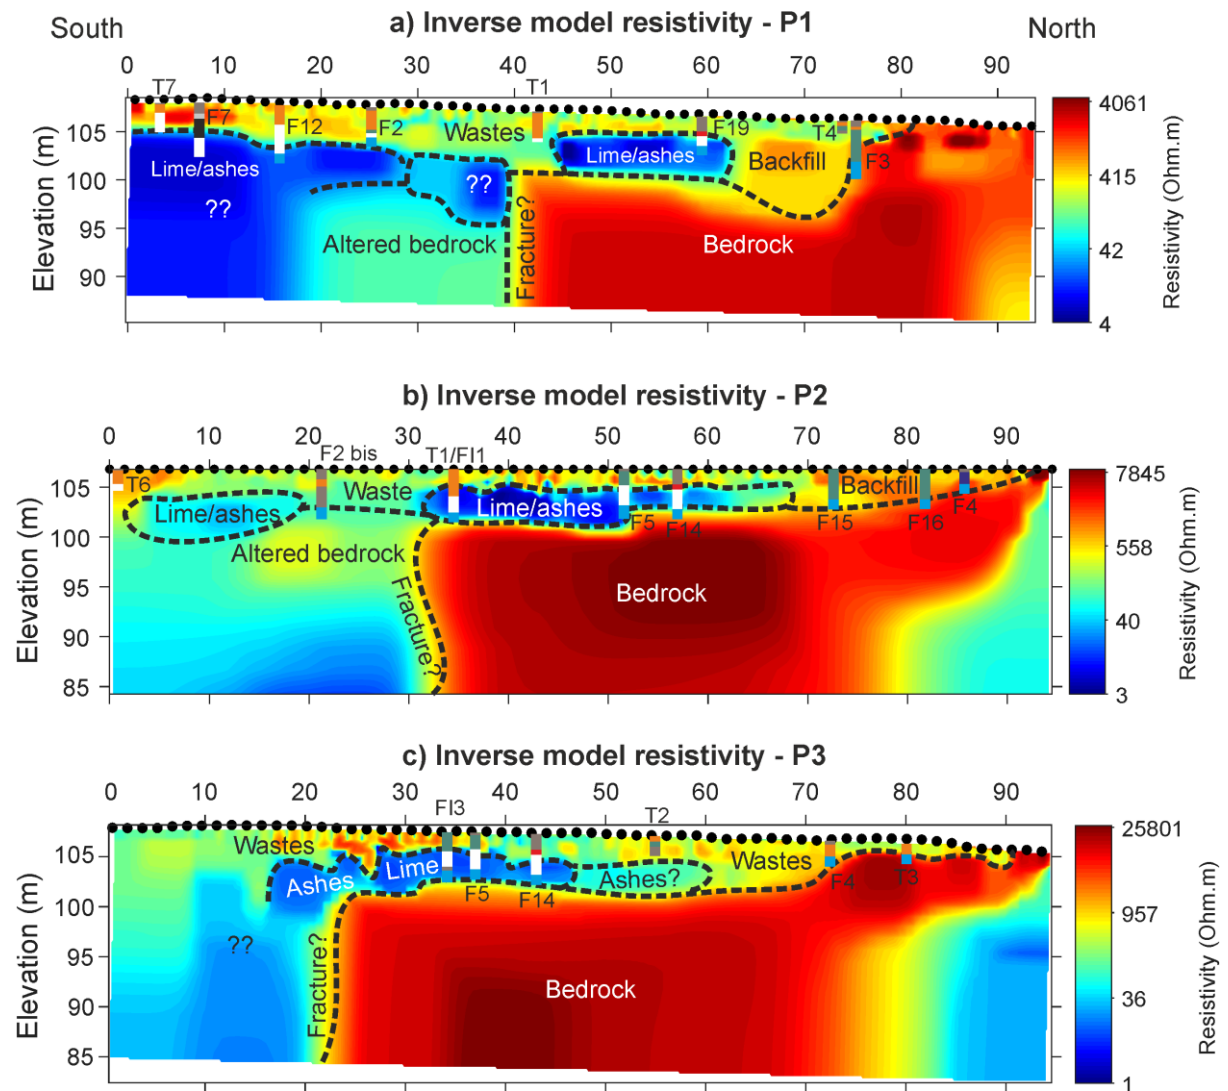 South
a) Inverse model resistivity - P1
North
0 10 20 30 40 50 60 70 80 90
T7 T1
F7 F12 F2 Wastes F19 T4 F3
105
Lime/ashes Lime/ashes Backfill
100
?? ??
95
Altered bedrock Fracture? Bedrock
90
Elevation (m)
4061
415
42
4
Resistivity (Ohm.m)
b) Inverse model resistivity - P2
0 10 20 30 40 50 60 70 80 90
F2 bis T1/FI1
T6 Waste Backfill
105
Lime/ashes Lime/ashes F5 F14 F15 F16 F4
100
Altered bedrock
95
Fracture? Bedrock
90
85
Elevation (m)
7845
558
40
3
Resistivity (Ohm.m)
c) Inverse model resistivity - P3
0 10 20 30 40 50 60 70 80 90
FI3 T2
Wastes Wastes
105
Ashes Lime F5 F14 Ashes? F4 T3
100
??
95
Fracture? Bedrock
90
85
Elevation (m)
25801
957
36
1
Resistivity (Ohm.m)